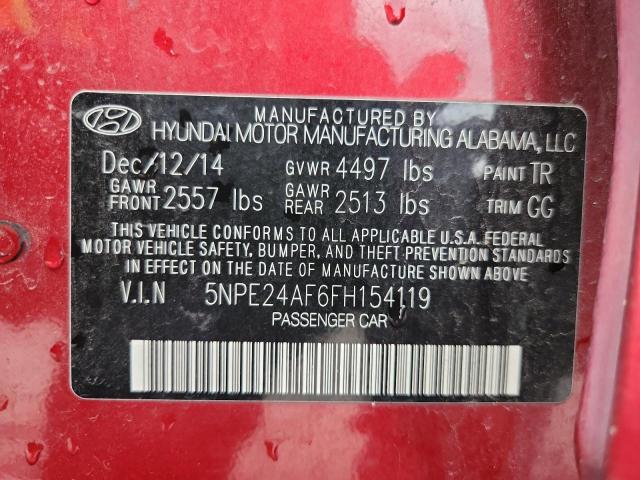 MANUFACTURED BY
HYUNDAI MOTOR MANUFACTURING ALABAMA, LLC
Dec/12/14 GVWR 4497 lbs PAINT TR
GAWR FRONT 2557 lbs GAWR REAR 2513 lbs TRIM GG
THIS VEHICLE CONFORMS TO ALL APPLICABLE U.S.A. FEDERAL
MOTOR VEHICLE SAFETY, BUMPER, AND THEFT PREVENTION STANDARDS
IN EFFECT ON THE DATE OF MANUFACTURE SHOWN ABOVE.
V.I.N 5NPE24AF6FH154119
PASSENGER CAR